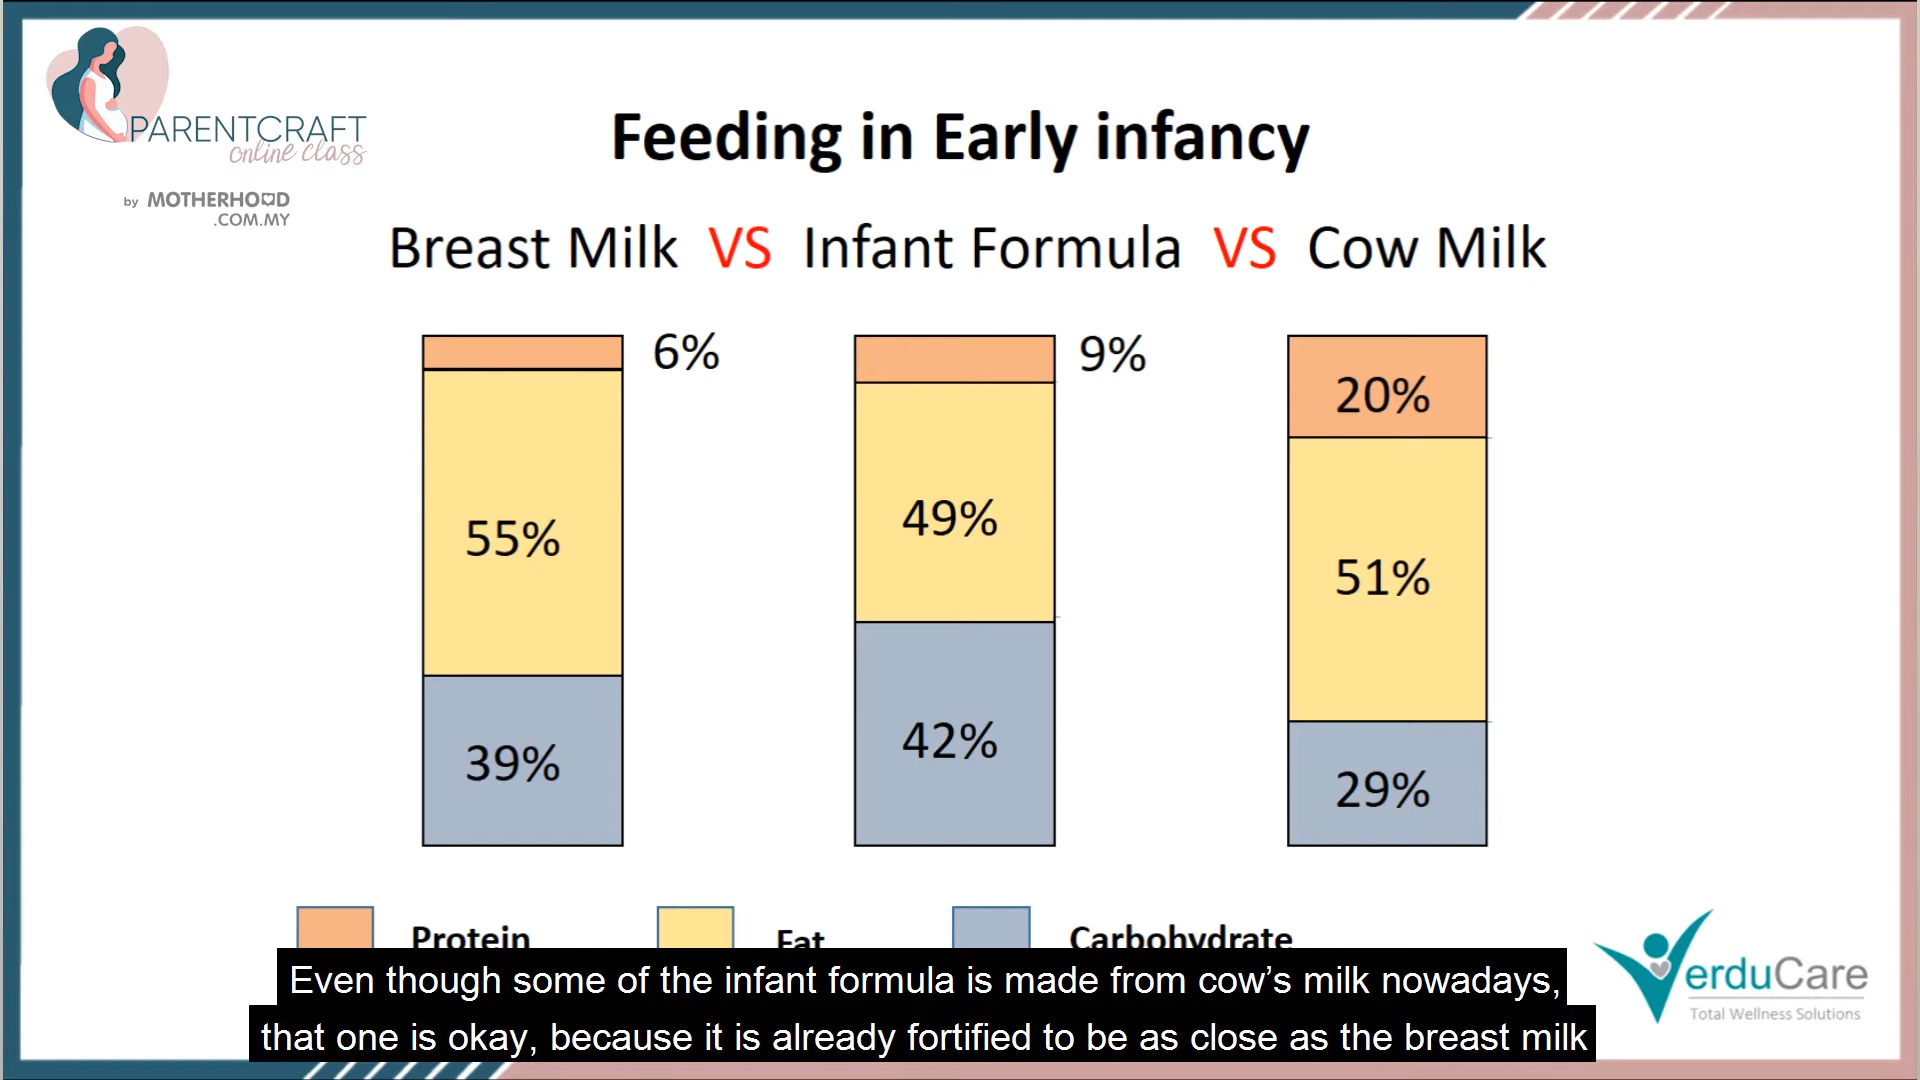 PARENTCRAFT
online class
by MOTHERHOOD
.COM.MY
Feeding in Early infancy
Breast Milk VS Infant Formula VS Cow Milk
6%
9%
20%
55%
49%
51%
39%
42%
29%
Protein
Fat
Carbohydrate
Even though some of the infant formula is made from cow’s milk nowadays,
that one is okay, because it is already fortified to be as close as the breast milk
VerduCare
Total Wellness Solutions